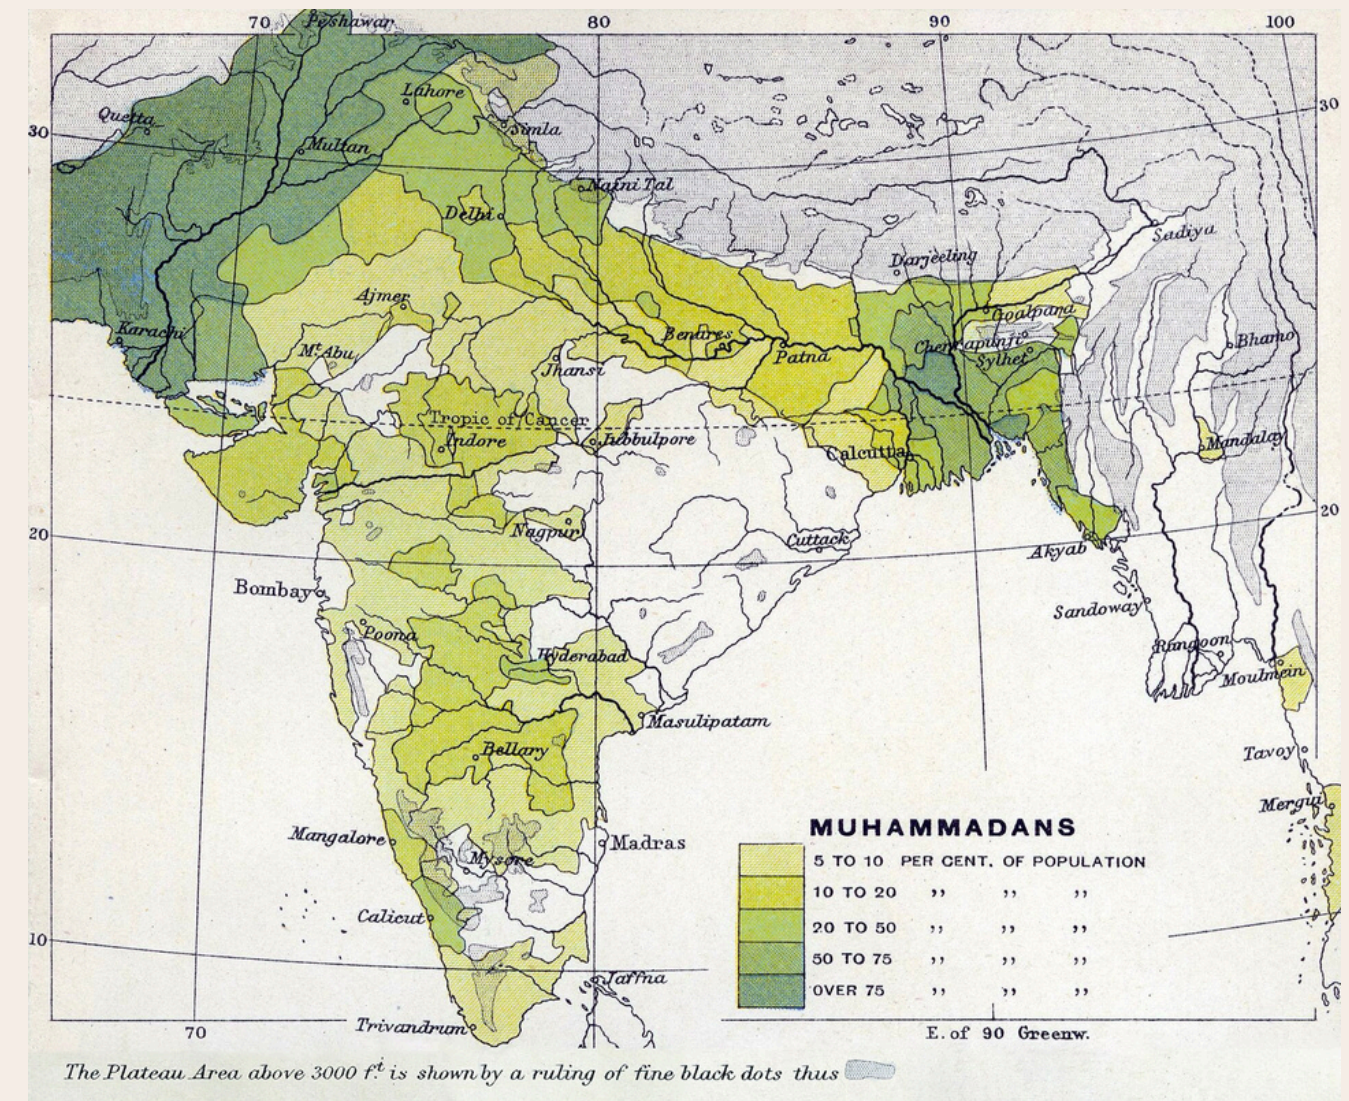 70 80 90 100
Peshawar
Lahore
30
Quetta
Simla
30
Multan
Naini Tal
Delhi
Sadiya
Darjeeling
Ajmer
Goalpara
Karachi
Benares
Cherrapunji
Bhamo
Mt. Abu
Patna
Sylhet
Jhansi
Tropic of Cancer
Indore
Jubbulpore
Mandalay
Calcutta
20
Nagpur
20
Cuttack
Akyab
Bombay
Sandoway
Poona
Rangoon
Hyderabad
Moulmein
Masulipatam
Bellary
Tavoy
Mergui
MUHAMMADANS
Mangalore
Madras
Mysore
5 TO 10 PER CENT. OF POPULATION
10 TO 20 ,, ,, ,,
Calicut
20 TO 50 ,, ,, ,,
10
50 TO 75 ,, ,, ,,
Jaffna
OVER 75 ,, ,, ,,
Trivandrum
70
E. of 90 Greenw.
The Plateau Area above 3000 ft. is shown by a ruling of fine black dots thus